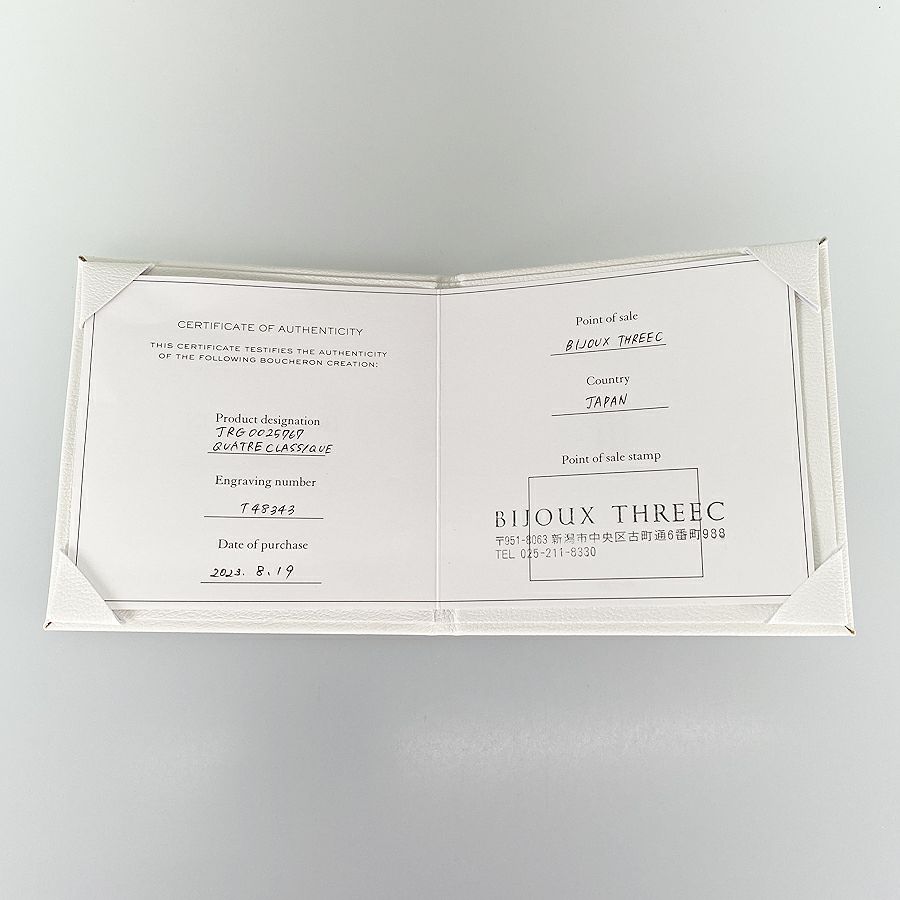 CERTIFICATE OF AUTHENTICITY
THIS CERTIFICATE TESTIFIES THE AUTHENTICITY
OF THE FOLLOWING BOUCHERON CREATION:
Product designation
JRG0025767
QUATRE CLASSIQUE
Engraving number
T48343
Date of purchase
2023. 8. 19
Point of sale
BIJOUX THREEC
Country
JAPAN
Point of sale stamp
BIJOUX THREEC
〒951-8063 新潟市中央区古町通6番町988
TEL 025-211-8330